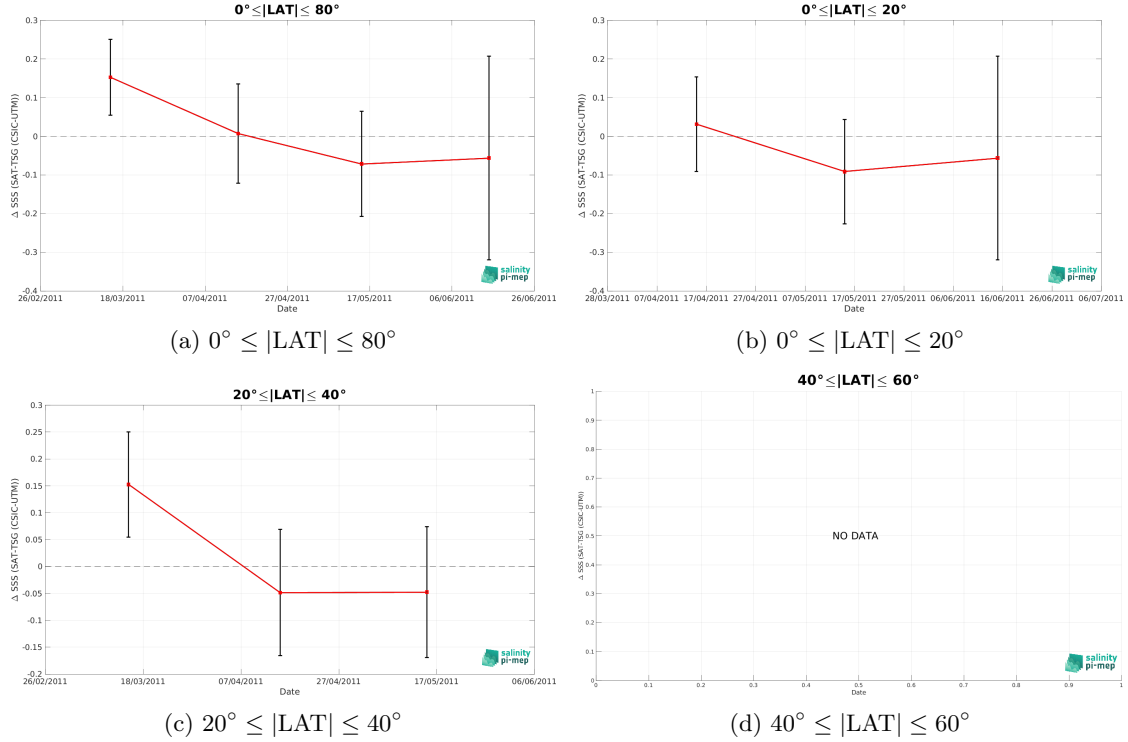 0°≤|LAT|≤ 80°
0.3
0.2
0.1
0
-0.1
-0.2
-0.3
-0.4
Δ SSS (SAT-TSG (CSIC-UTM))
26/02/2011 18/03/2011 07/04/2011 27/04/2011 17/05/2011 06/06/2011 26/06/2011
Date
salinity
pi-mep
(a) 0° ≤ |LAT| ≤ 80°
0°≤|LAT|≤ 20°
0.3
0.2
0.1
0
-0.1
-0.2
-0.3
-0.4
Δ SSS (SAT-TSG (CSIC-UTM))
28/03/2011 07/04/2011 17/04/2011 27/04/2011 07/05/2011 17/05/2011 27/05/2011 06/06/2011 16/06/2011 26/06/2011 06/07/2011
Date
salinity
pi-mep
(b) 0° ≤ |LAT| ≤ 20°
20°≤|LAT|≤ 40°
0.3
0.25
0.2
0.15
0.1
0.05
0
-0.05
-0.1
-0.15
-0.2
Δ SSS (SAT-TSG (CSIC-UTM))
26/02/2011 18/03/2011 07/04/2011 27/04/2011 17/05/2011 06/06/2011
Date
salinity
pi-mep
(c) 20° ≤ |LAT| ≤ 40°
40°≤|LAT|≤ 60°
1
0.9
0.8
0.7
0.6
0.5
0.4
0.3
0.2
0.1
0
Δ SSS (SAT-TSG (CSIC-UTM))
NO DATA
0 0.1 0.2 0.3 0.4 0.5 0.6 0.7 0.8 0.9 1
Date
salinity
pi-mep
(d) 40° ≤ |LAT| ≤ 60°